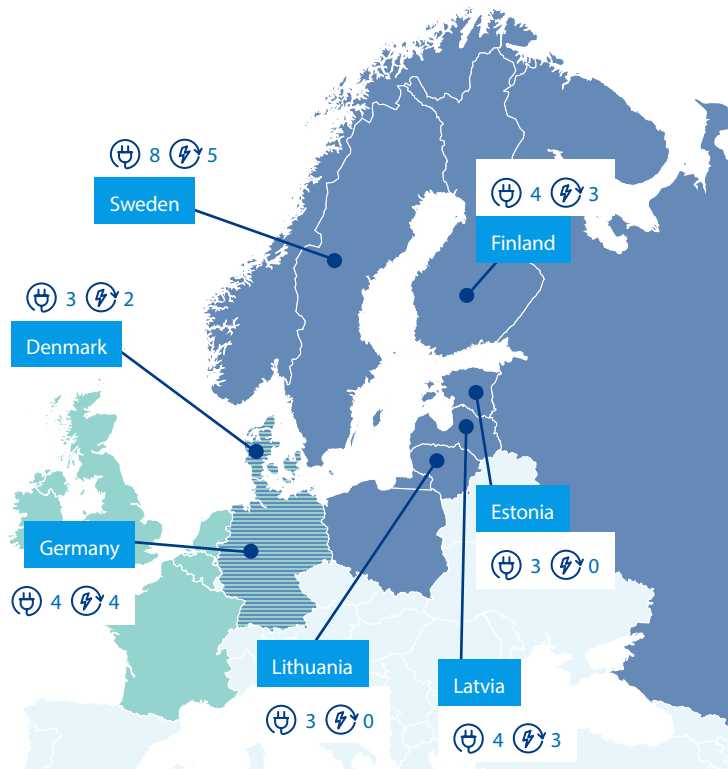 8 5
Sweden
4 3
Finland
3 2
Denmark
Estonia
3 0
Germany
4 4
Lithuania
3 0
Latvia
4 3